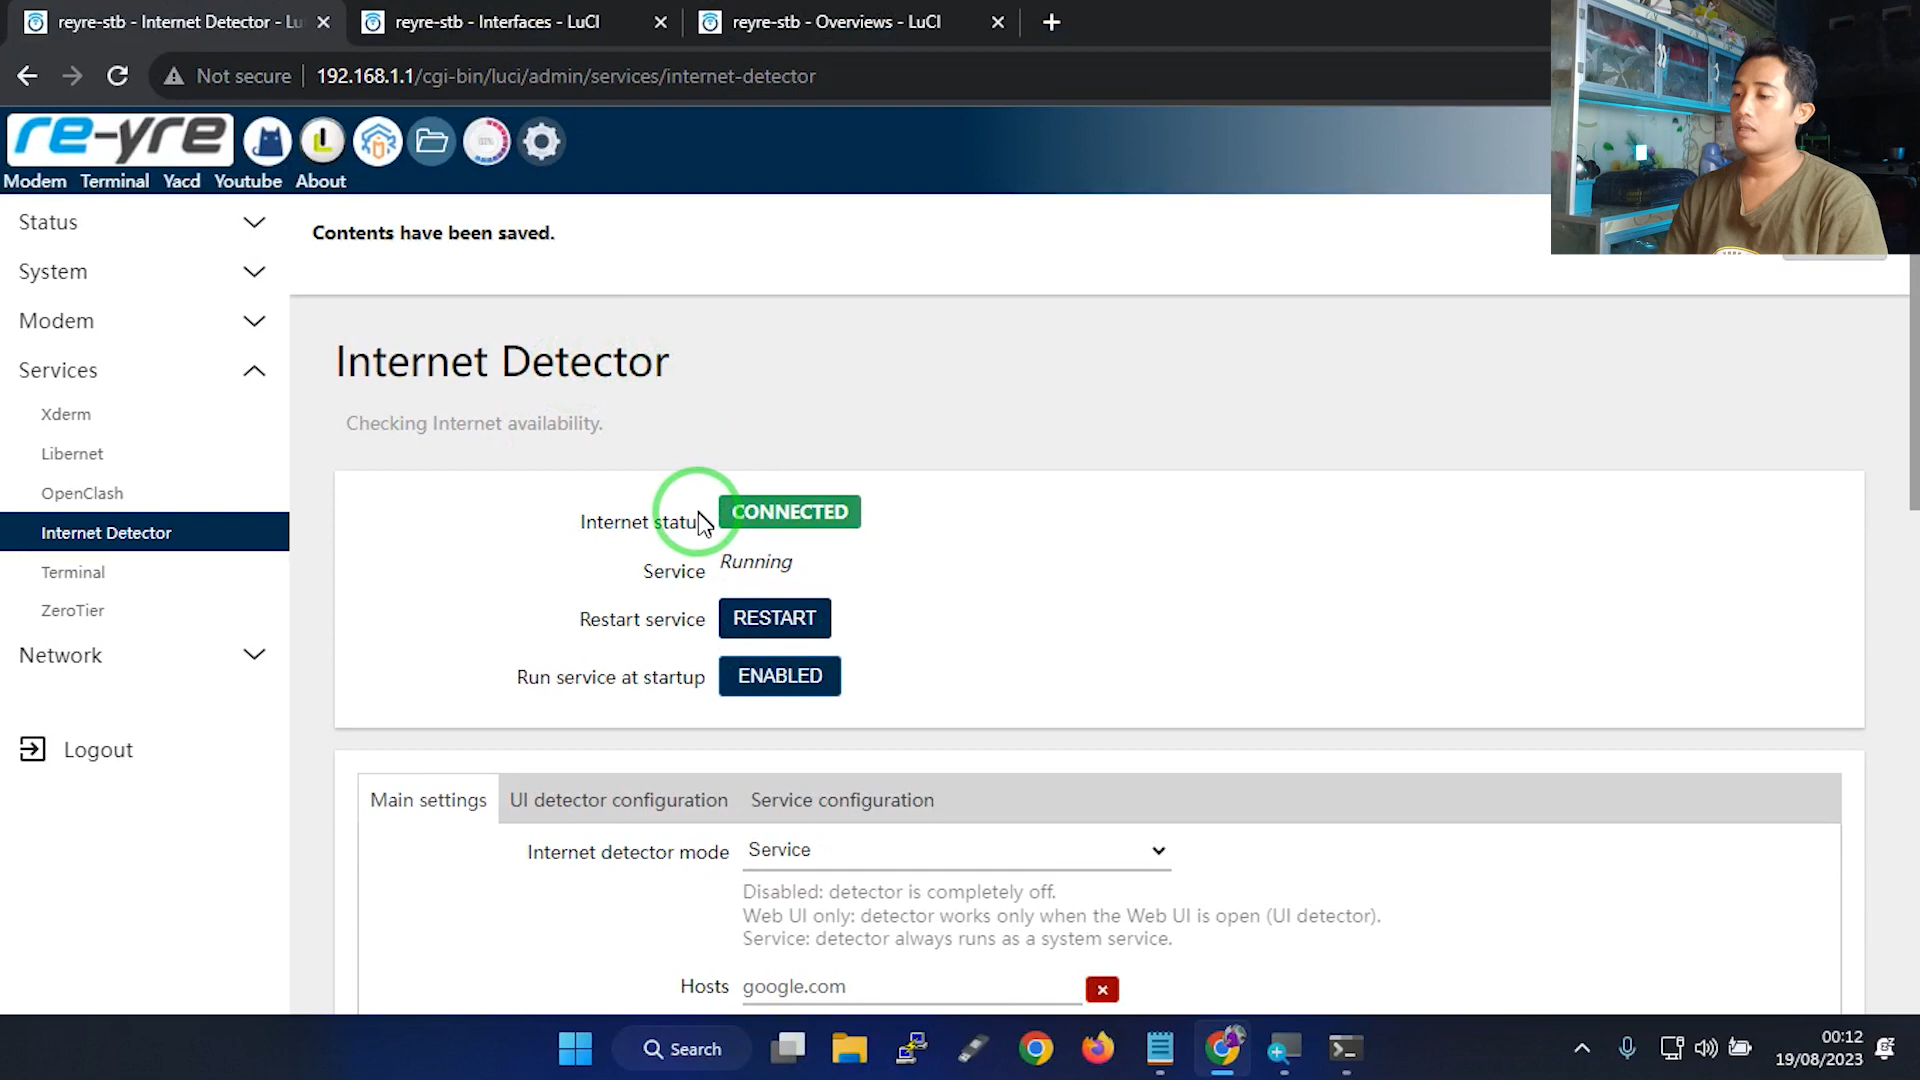 reyre-stb - Internet Detector - Lu
reyre-stb - Interfaces - LuCI
reyre-stb - Overviews - LuCI
Not secure
192.168.1.1/cgi-bin/luci/admin/services/internet-detector
re-yre
Modem Terminal Yacd Youtube About
Status
System
Modem
Services
Xderm
Libernet
OpenClash
Internet Detector
Terminal
ZeroTier
Network
Logout
Contents have been saved.
Internet Detector
Checking Internet availability.
Internet statu CONNECTED
Service Running
Restart service RESTART
Run service at startup ENABLED
Main settings UI detector configuration Service configuration
Internet detector mode Service
Disabled: detector is completely off.
Web UI only: detector works only when the Web UI is open (UI detector).
Service: detector always runs as a system service.
Hosts google.com
Search
00:12
19/08/2023